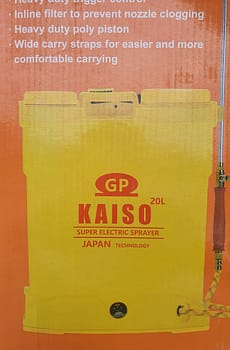 · Heavy duty trigger control
· Inline filter to prevent nozzle clogging
· Heavy duty poly piston
· Wide carry straps for easier and more
comfortable carrying
GP
KAISO 20L
SUPER ELECTRIC SPRAYER
JAPAN TECHNOLOGY